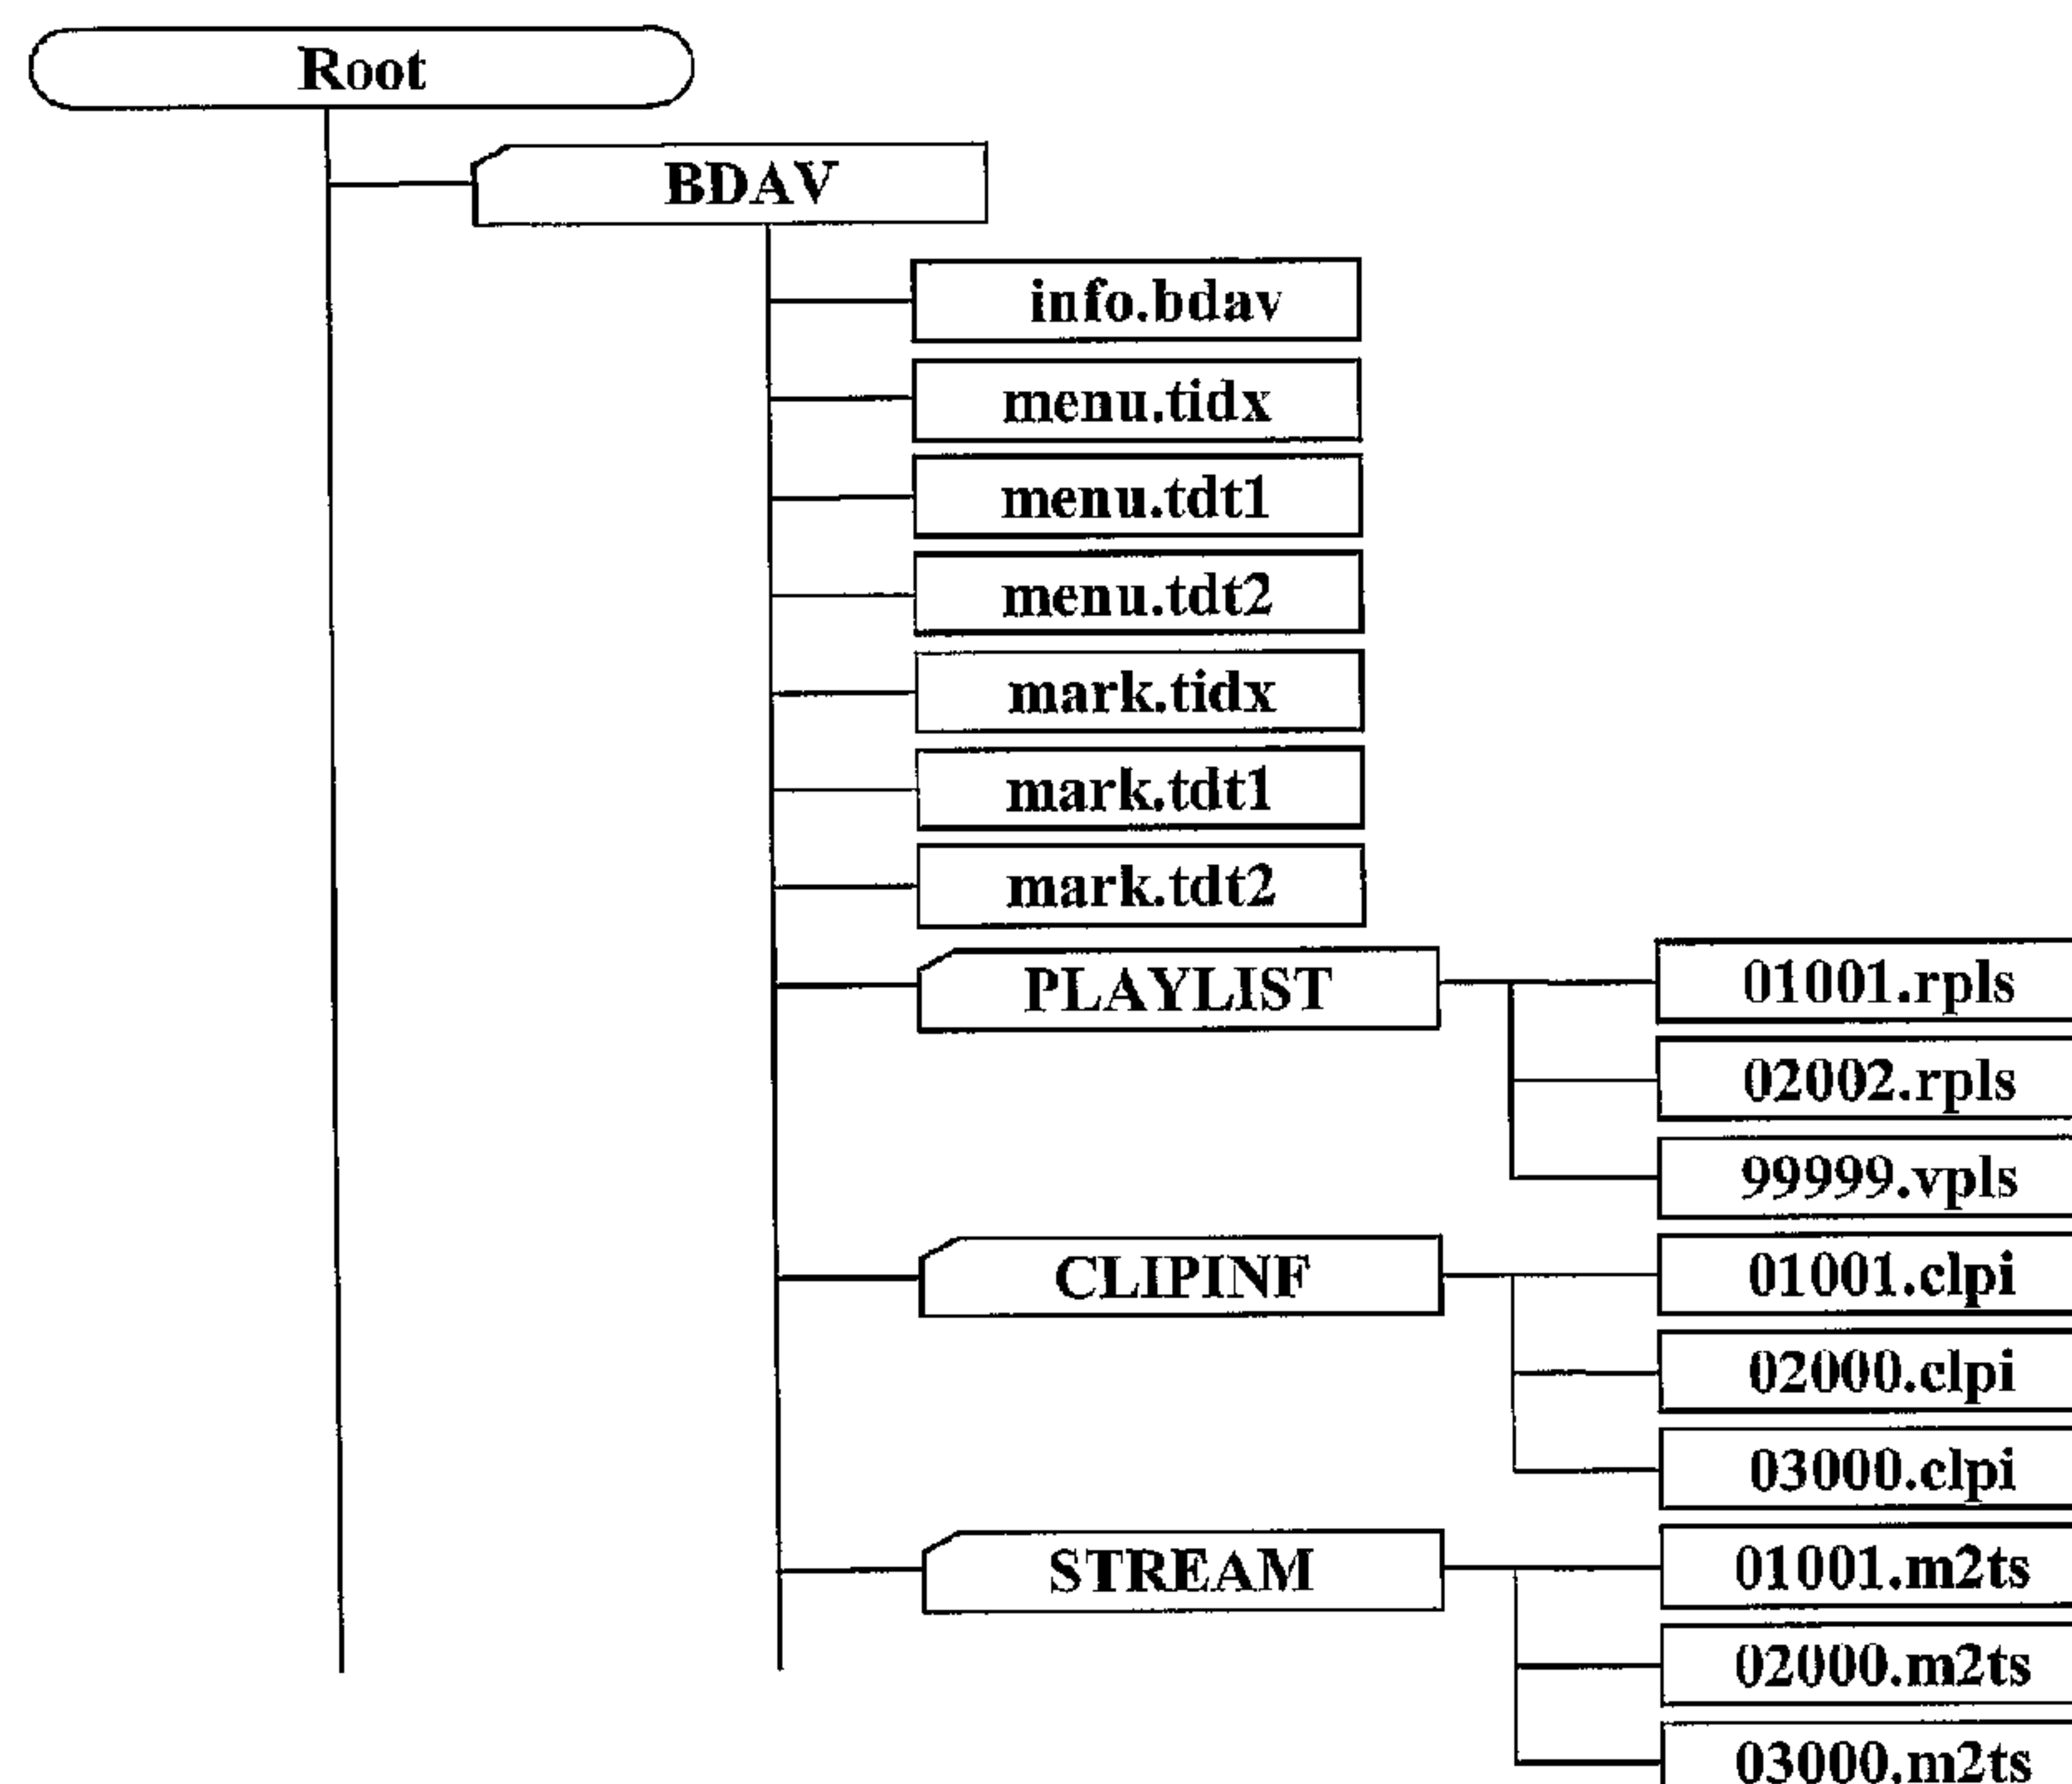 Root
BDAV
info.bdav
menu.tidx
menu.tdt1
menu.tdt2
mark.tidx
mark.tdt1
mark.tdt2
PLAYLIST
01001.rpls
02002.rpls
99999.vpls
CLIPINF
01001.clpi
02000.clpi
03000.clpi
STREAM
01001.m2ts
02000.m2ts
03000.m2ts